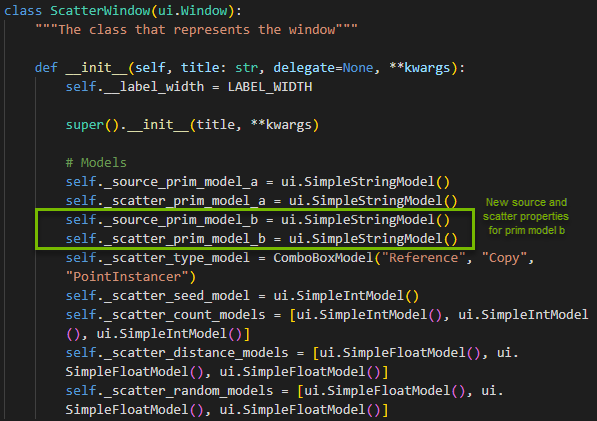 class ScatterWindow(ui.Window):
    """The class that represents the window"""
    def __init__(self, title: str, delegate=None, **kwargs):
        self.__label_width = LABEL_WIDTH
        super().__init__(title, **kwargs)
        # Models
        self._source_prim_model_a = ui.SimpleStringModel()
        self._scatter_prim_model_a = ui.SimpleStringModel()
        self._source_prim_model_b = ui.SimpleStringModel()
        self._scatter_prim_model_b = ui.SimpleStringModel()
New source and
scatter properties
for prim model b
        self._scatter_type_model = ComboBoxModel("Reference", "Copy",
        "PointInstancer")
        self._scatter_seed_model = ui.SimpleIntModel()
        self._scatter_count_models = [ui.SimpleIntModel(), ui.SimpleIntModel
        (), ui.SimpleIntModel()]
        self._scatter_distance_models = [ui.SimpleFloatModel(), ui.
        SimpleFloatModel(), ui.SimpleFloatModel()]
        self._scatter_random_models = [ui.SimpleFloatModel(), ui.
        SimpleFloatModel(), ui.SimpleFloatModel()]